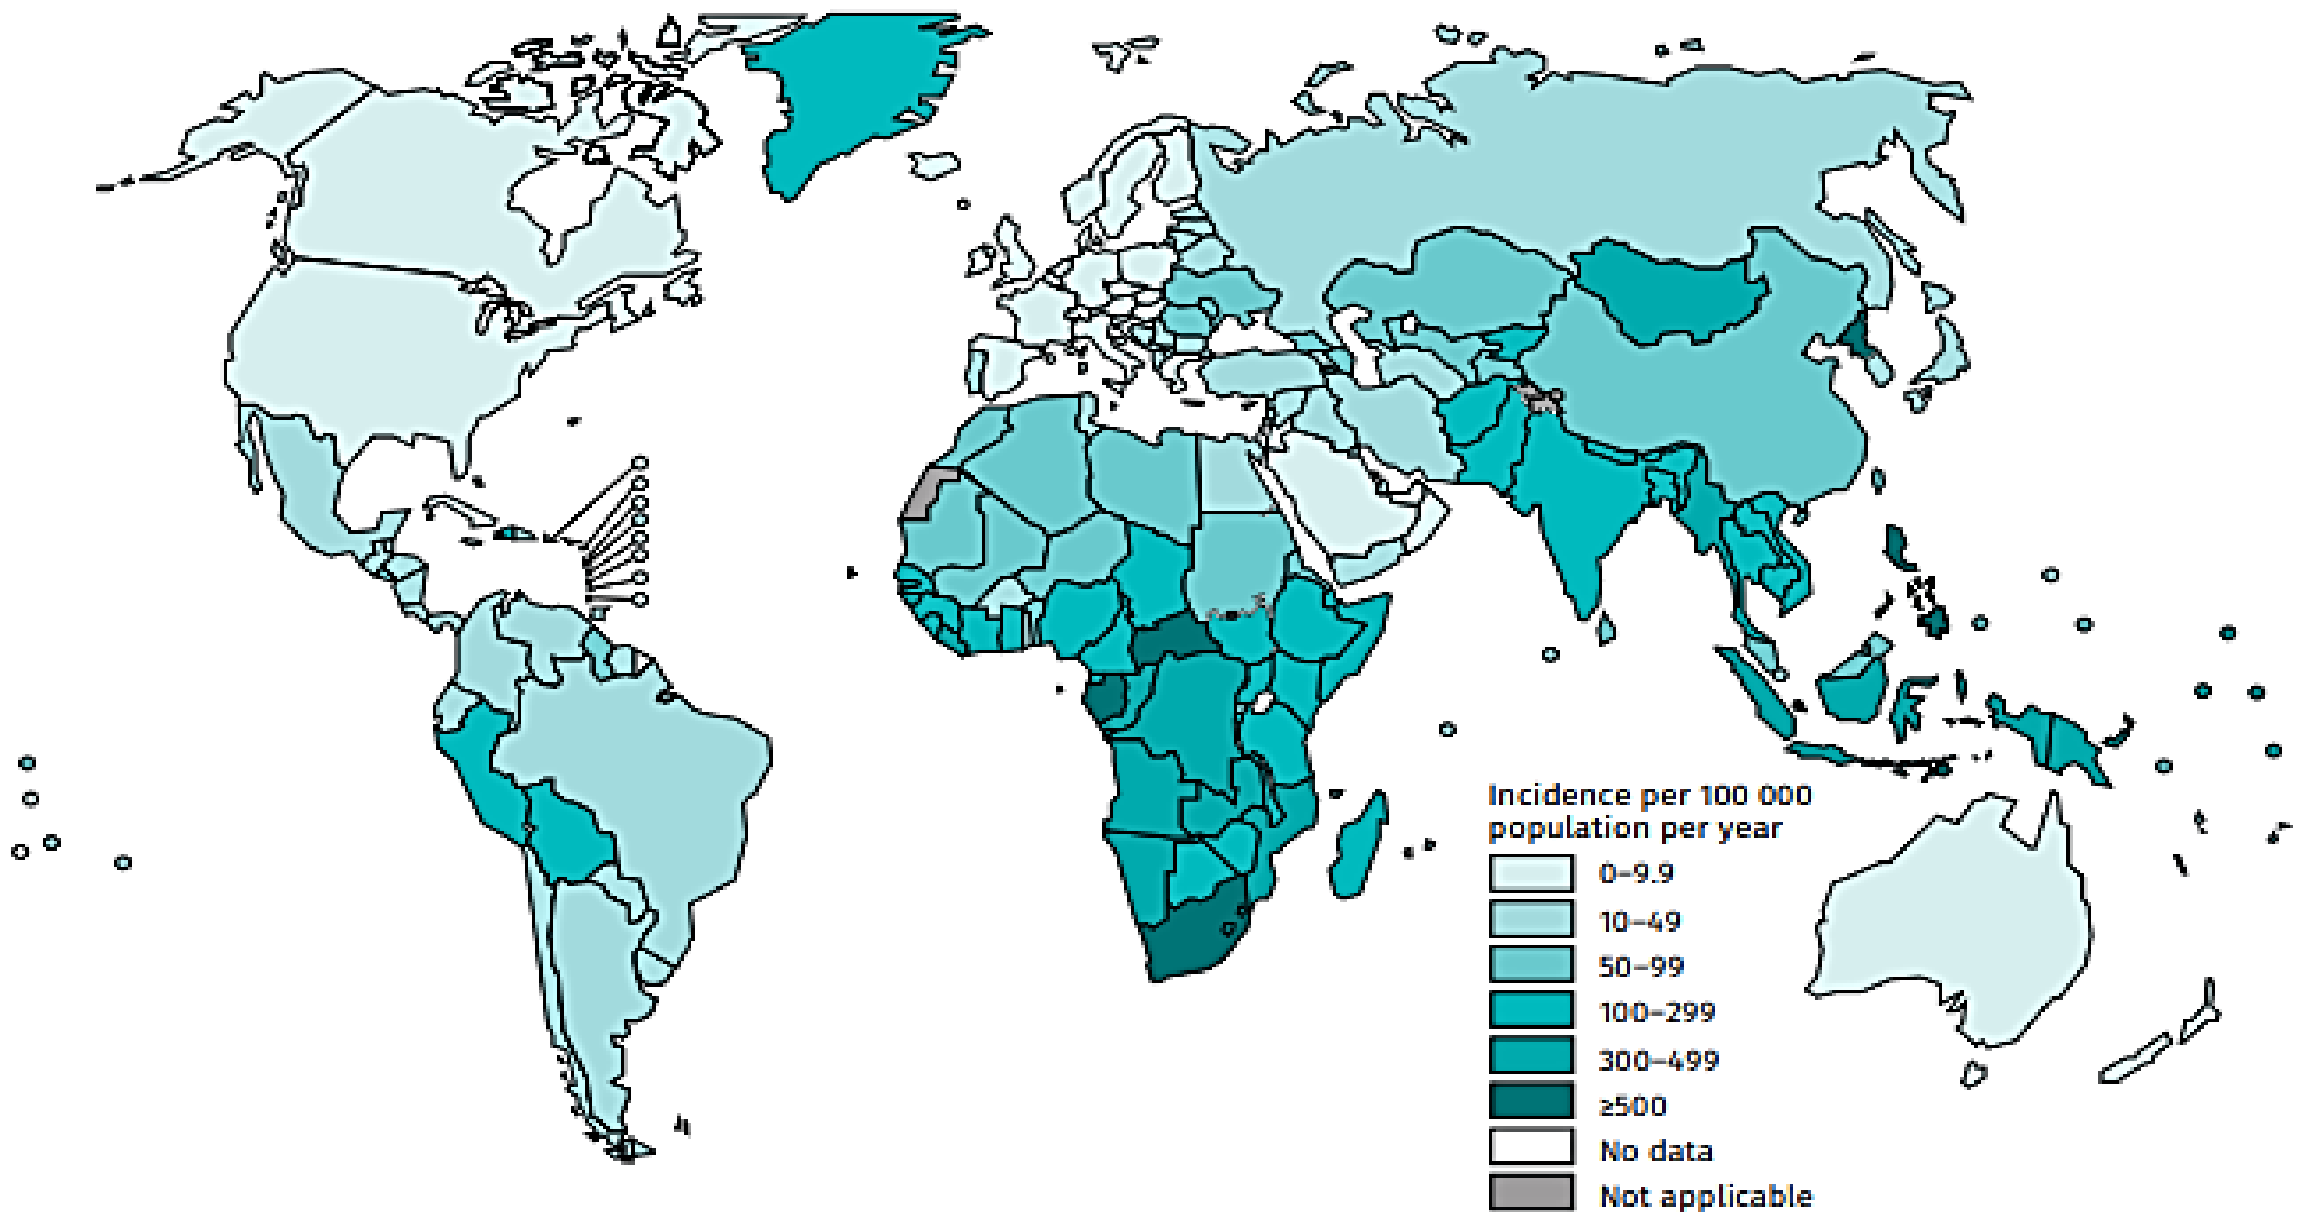 Incidence per 100 000
population per year
0–9.9
10–49
50–99
100–299
300–499
≥500
No data
Not applicable